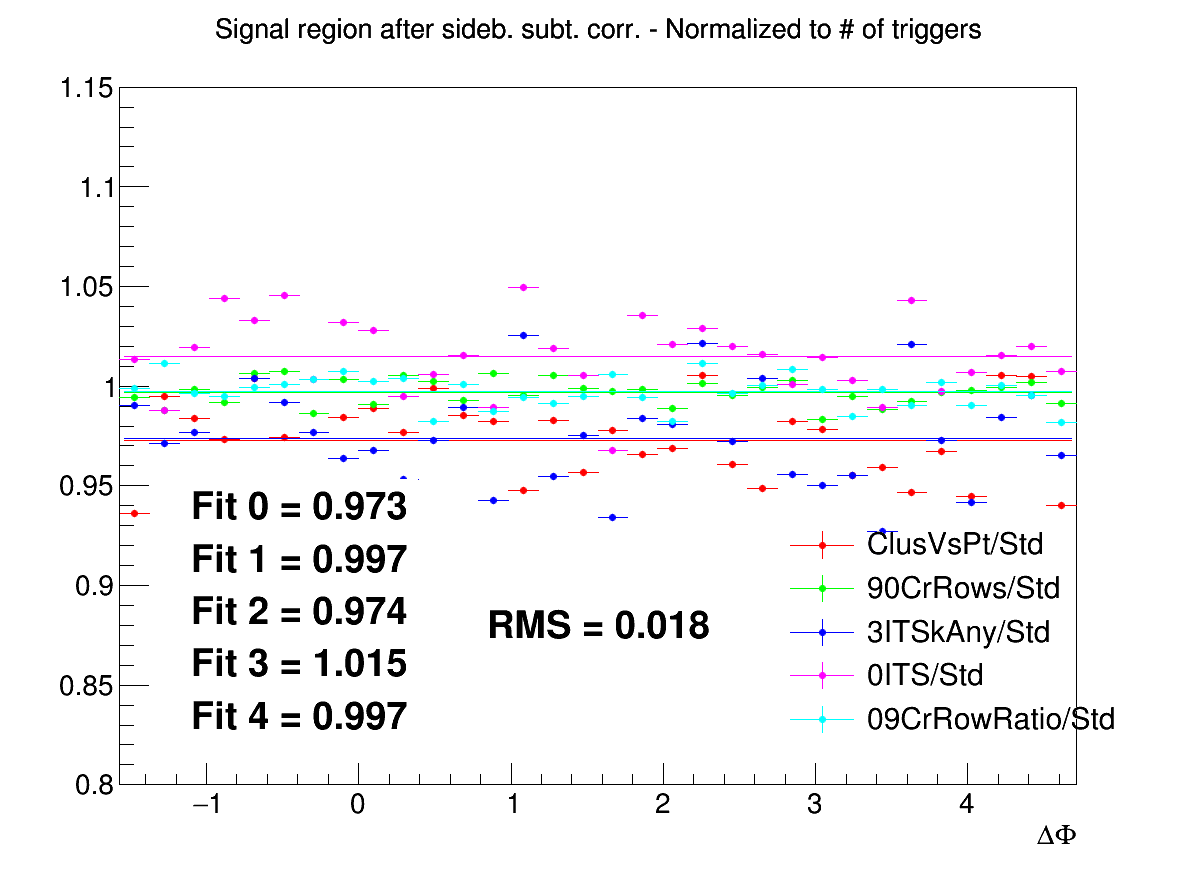 Signal region after sideb. subt. corr. - Normalized to # of triggers
1.15
1.1
1.05
1
0.95
0.9
0.85
0.8
Fit 0 = 0.973
Fit 1 = 0.997
Fit 2 = 0.974
Fit 3 = 1.015
Fit 4 = 0.997
RMS = 0.018
ClusVsPt/Std
90CrRows/Std
3ITSkAny/Std
0ITS/Std
09CrRowRatio/Std
−1 0 1 2 3 4
ΔΦ